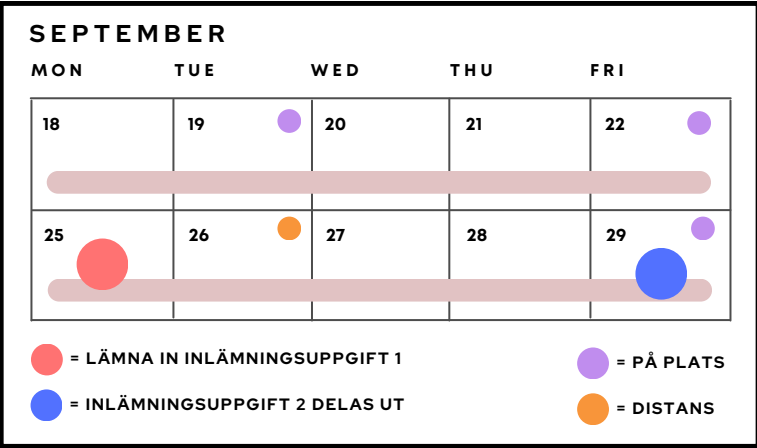 SEPTEMBER
MON TUE WED THU FRI
18 19 20 21 22
25 26 27 28 29
= LÄMNA IN INLÄMNINGSUPPGIFT 1
= PÅ PLATS
= INLÄMNINGSUPPGIFT 2 DELAS UT
= DISTANS